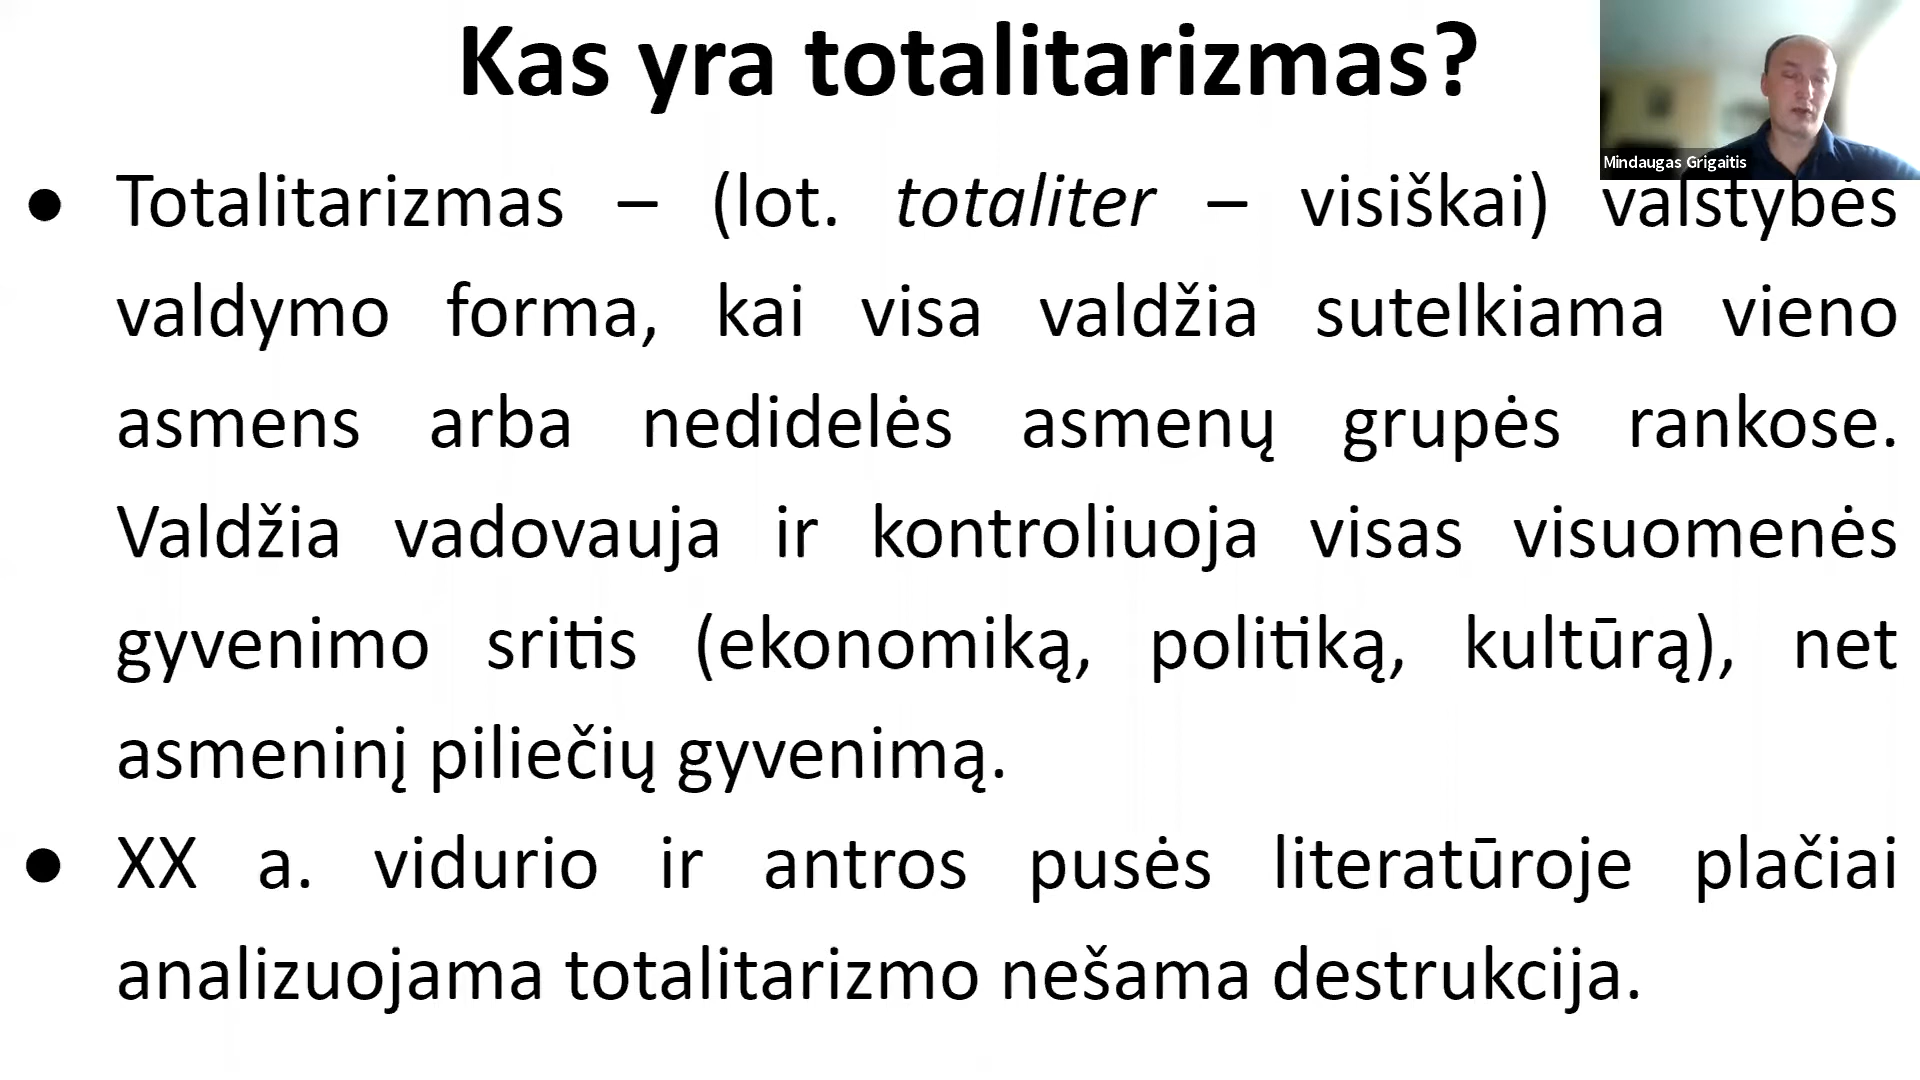 Kas yra totalitarizmas?
Mindaugas Grigaitis
● Totalitarizmas – (lot. totaliter – visiškai) valstybės
valdymo forma, kai visa valdžia sutelkiama vieno
asmens arba nedidelės asmenų grupės rankose.
Valdžia vadovauja ir kontroliuoja visas visuomenės
gyvenimo sritis (ekonomiką, politiką, kultūrą), net
asmeninį piliečių gyvenimą.
● XX a. vidurio ir antros pusės literatūroje plačiai
analizuojama totalitarizmo nešama destrukcija.